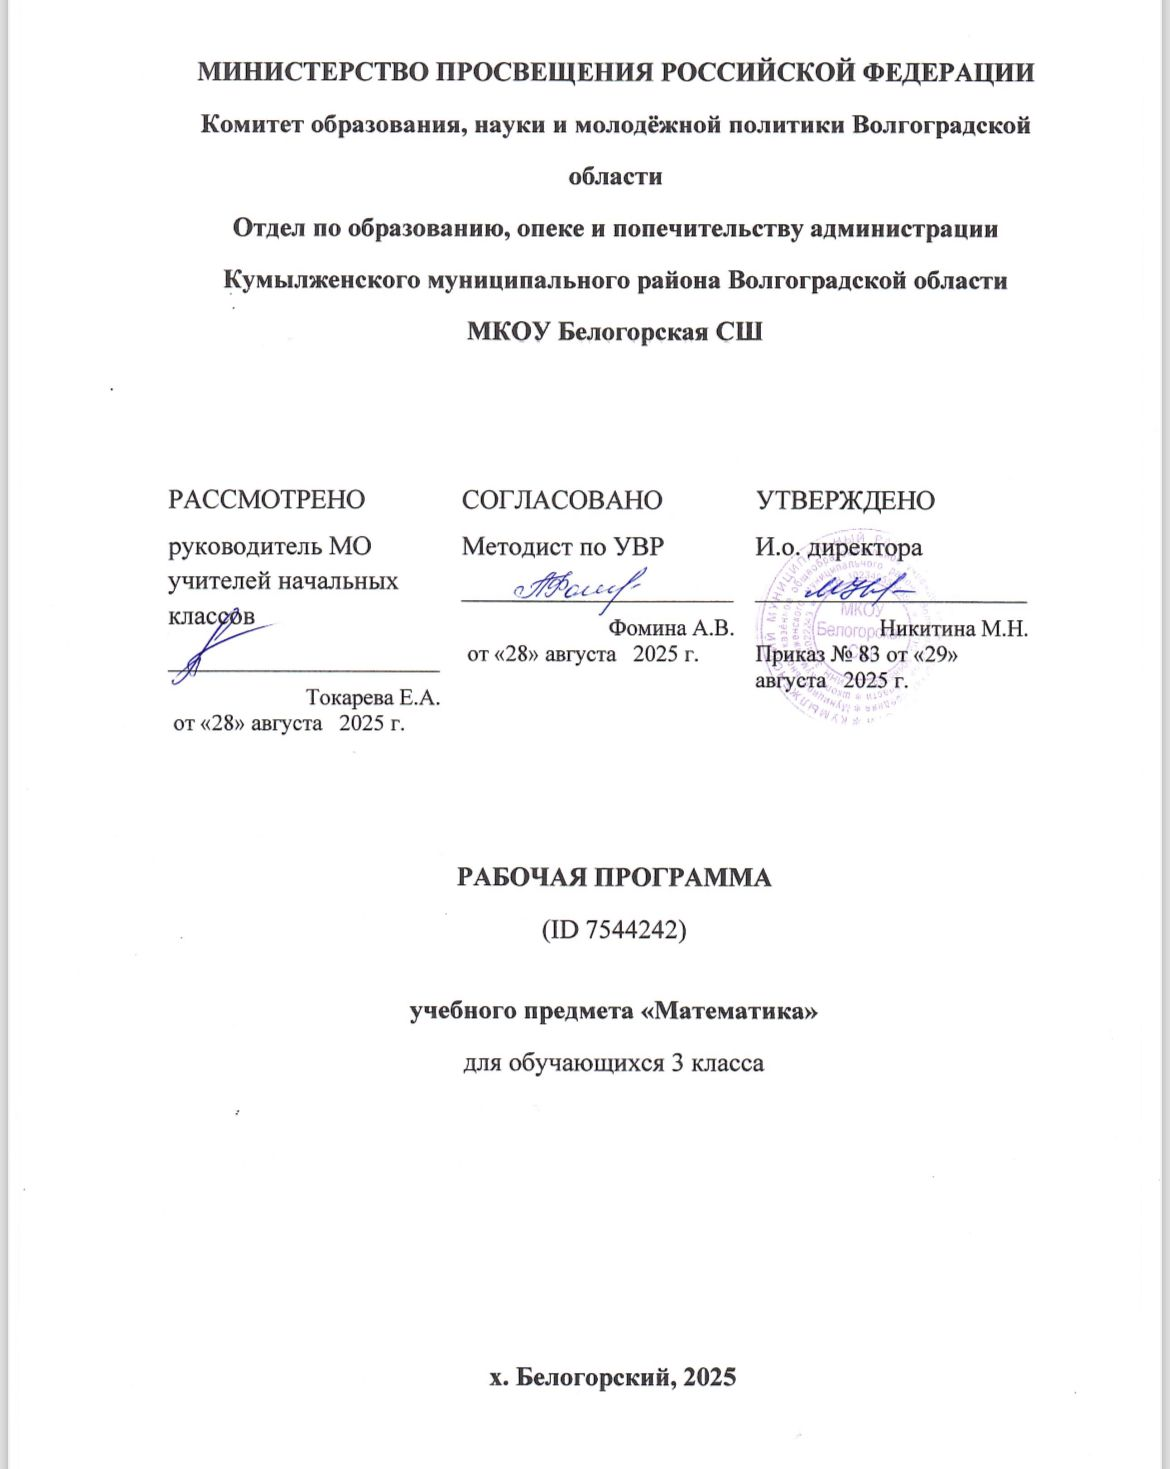 МИНИСТЕРСТВО ПРОСВЕЩЕНИЯ РОССИЙСКОЙ ФЕДЕРАЦИИ
Комитет образования, науки и молодёжной политики Волгоградской
области
Отдел по образованию, опеке и попечительству администрации
Кумылженского муниципального района Волгоградской области
МКОУ Белогорская СШ
РАССМОТРЕНО
руководитель МО
учителей начальных
классов
Токарева Е.А.
от «28» августа 2025 г.
СОГЛАСОВАНО
Методист по УВР
Фомина А.В.
от «28» августа 2025 г.
УТВЕРЖДЕНО
И.о. директора
МКОУ
Никитина М.Н.
Приказ № 83 от «29»
августа 2025 г.
РАБОЧАЯ ПРОГРАММА
(ID 7544242)
учебного предмета «Математика»
для обучающихся 3 класса
х. Белогорский, 2025